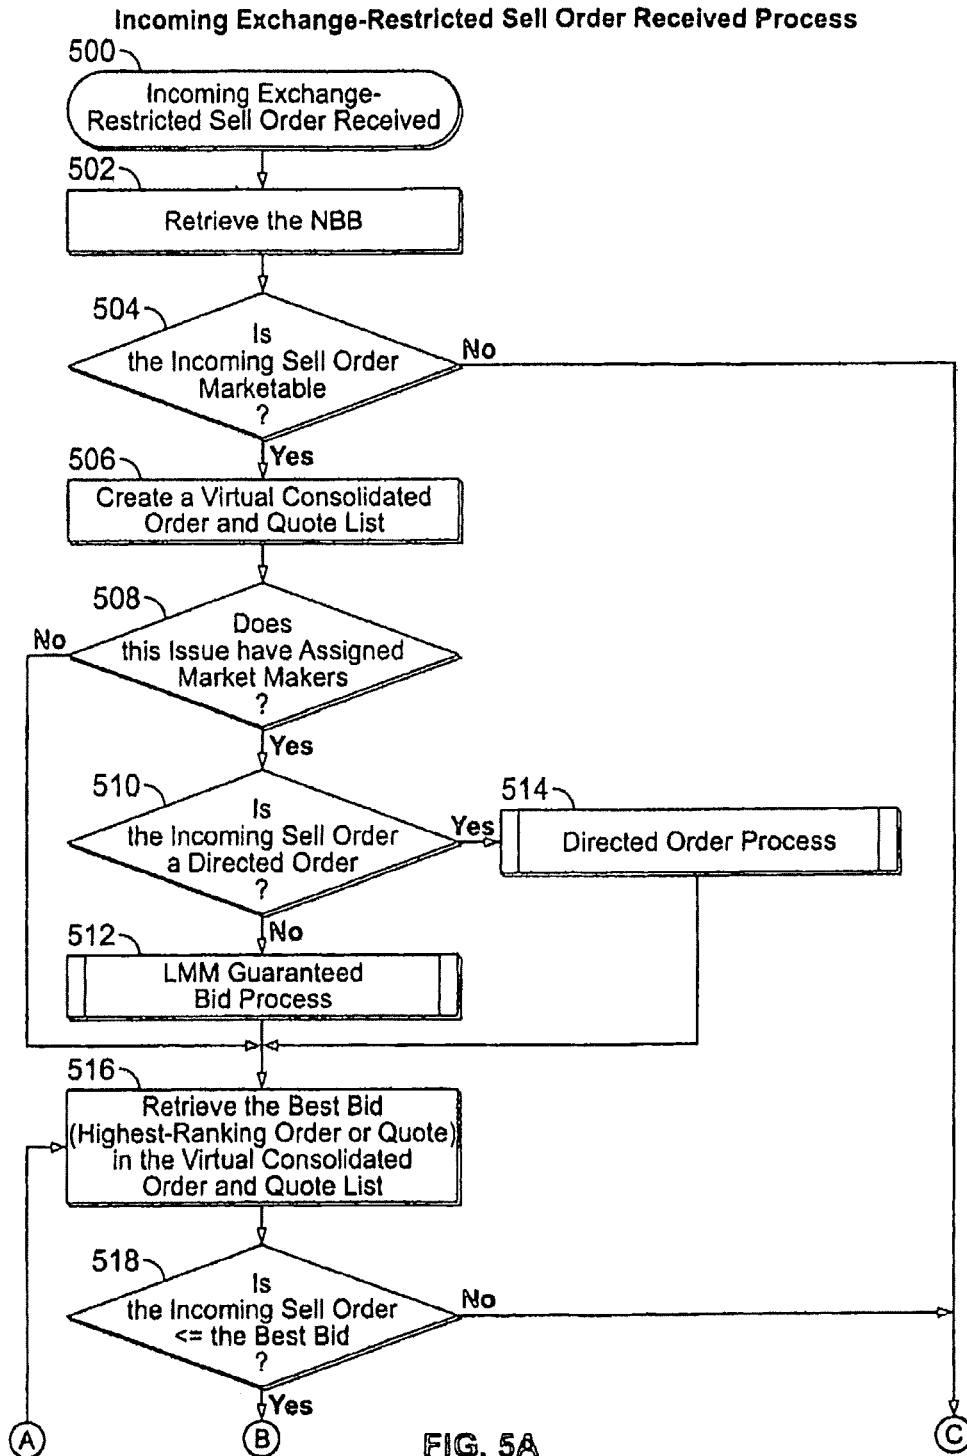 Incoming Exchange-Restricted Sell Order Received Process
500
Incoming Exchange-
Restricted Sell Order Received
502
Retrieve the NBB
504
Is
the Incoming Sell Order
Marketable
?
No
Yes
506
Create a Virtual Consolidated
Order and Quote List
508
Does
this Issue have Assigned
Market Makers
?
No
Yes
510
Is
the Incoming Sell Order
a Directed Order
?
Yes
514
Directed Order Process
No
512
LMM Guaranteed
Bid Process
516
Retrieve the Best Bid
(Highest-Ranking Order or Quote)
in the Virtual Consolidated
Order and Quote List
518
Is
the Incoming Sell Order
<= the Best Bid
?
No
Yes
A
B
C
FIG. 5A